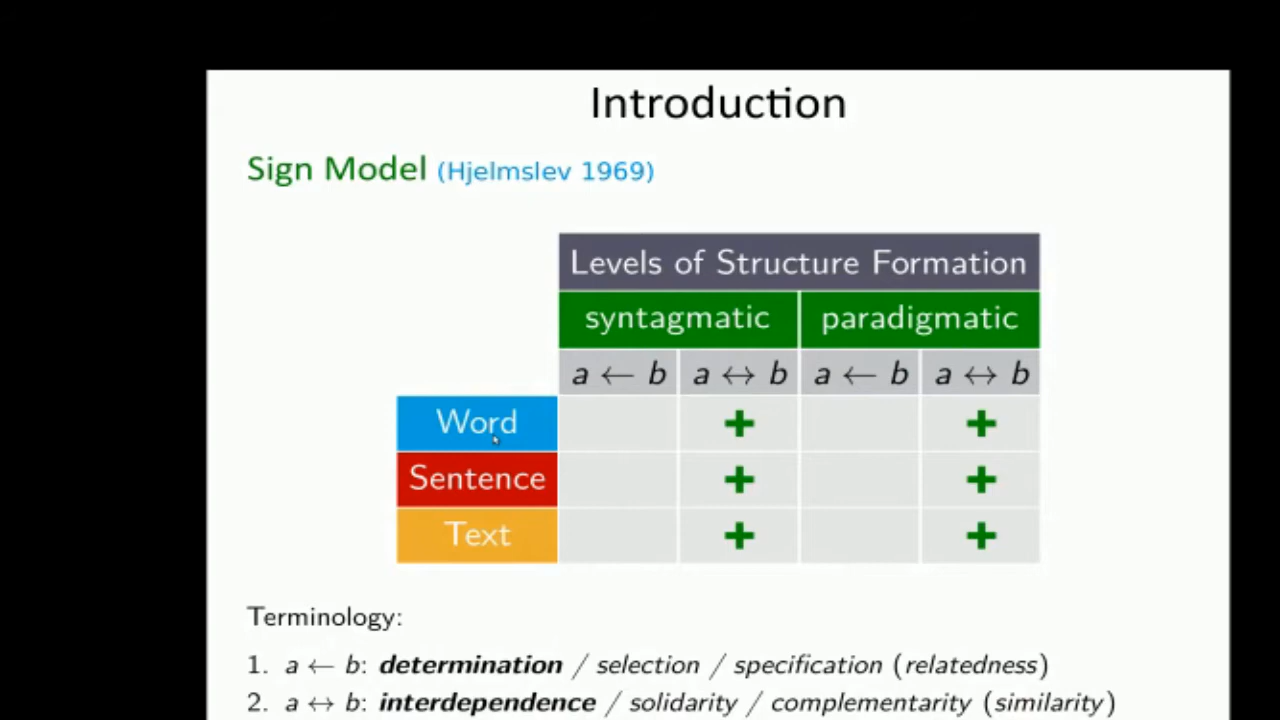 Introduction
Sign Model (Hjelmslev 1969)
Levels of Structure Formation
syntagmatic paradigmatic
a ← b a ↔ b a ← b a ↔ b
Word + +
Sentence + +
Text + +
Terminology:
1. a ← b: determination / selection / specification (relatedness)
2. a ↔ b: interdependence / solidarity / complementarity (similarity)